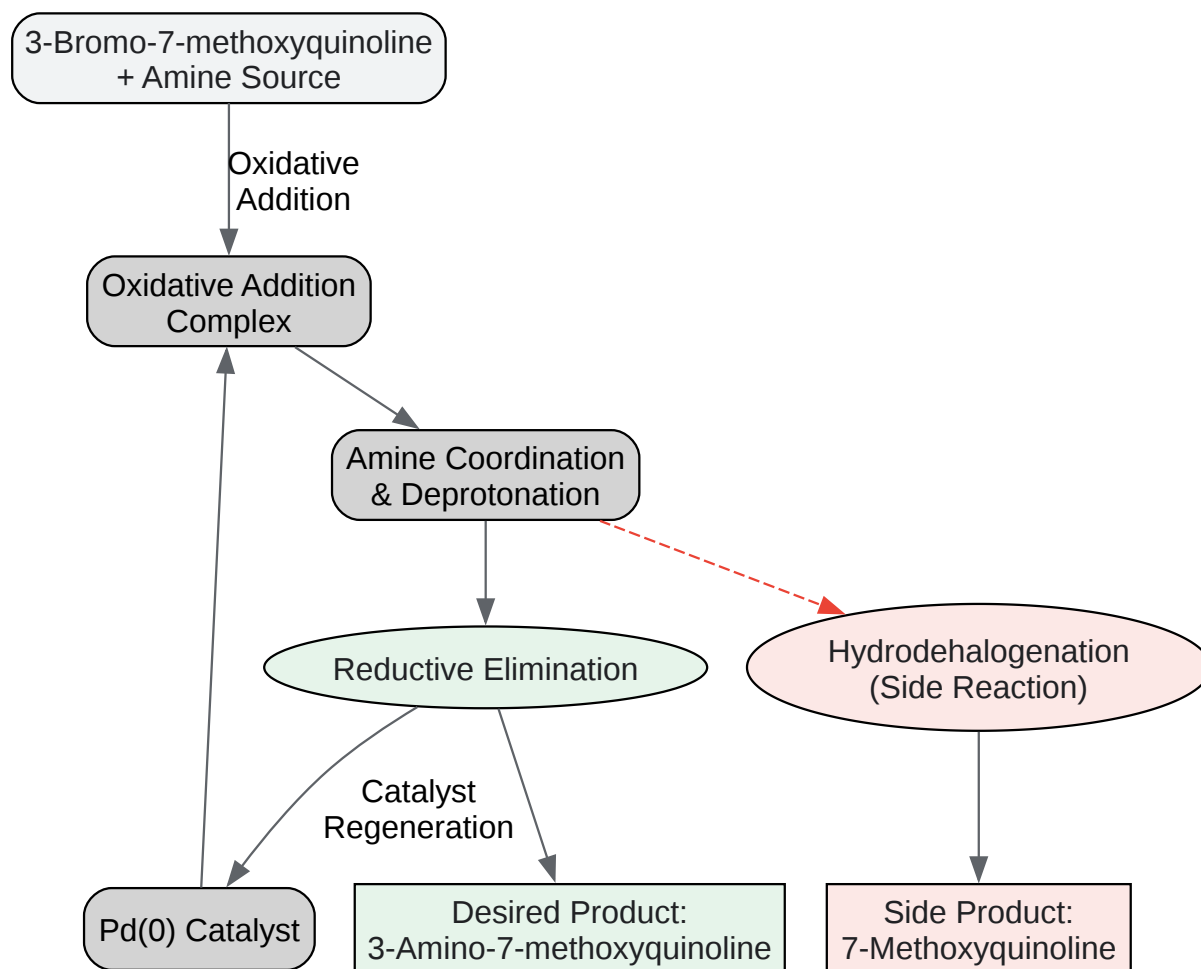 3-Bromo-7-methoxyquinoline
+ Amine Source
Oxidative
Addition
Oxidative Addition
Complex
Amine Coordination
& Deprotonation
Reductive Elimination
Hydrodehalogenation
(Side Reaction)
Catalyst
Regeneration
Pd(0) Catalyst
Desired Product:
3-Amino-7-methoxyquinoline
Side Product:
7-Methoxyquinoline